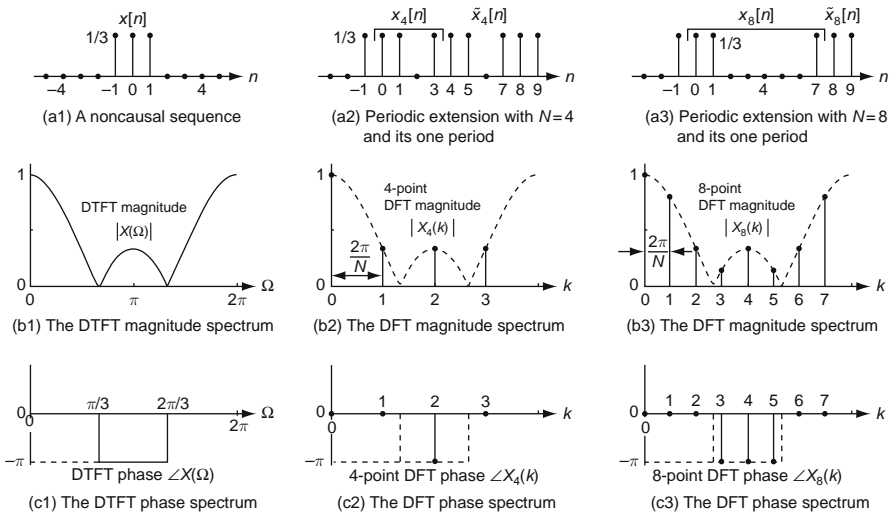 x[n]
1/3
n
−4 −1 0 1 4
(a1) A noncausal sequence
x₄[n] x̃₄[n]
1/3
n
−1 0 1 3 4 5 7 8 9
(a2) Periodic extension with N=4
and its one period
x₈[n] x̃₈[n]
1/3
n
−1 0 1 4 7 8 9
(a3) Periodic extension with N=8
and its one period
1
DTFT magnitude
|X(Ω)|
0
0 π 2π Ω
(b1) The DTFT magnitude spectrum
1
4-point
DFT magnitude
|X₄(k)|
2π/N
0
0 1 2 3 k
(b2) The DFT magnitude spectrum
1
8-point
DFT magnitude
|X₈(k)|
2π/N
0
0 1 2 3 4 5 6 7 k
(b3) The DFT magnitude spectrum
π/3 2π/3
0 Ω
0 2π
−π
DTFT phase ∠X(Ω)
(c1) The DTFT phase spectrum
1 2 3
0 k
0
−π
4-point DFT phase ∠X₄(k)
(c2) The DFT phase spectrum
1 2 3 4 5 6 7
0 k
0
−π
8-point DFT phase ∠X₈(k)
(c3) The DFT phase spectrum